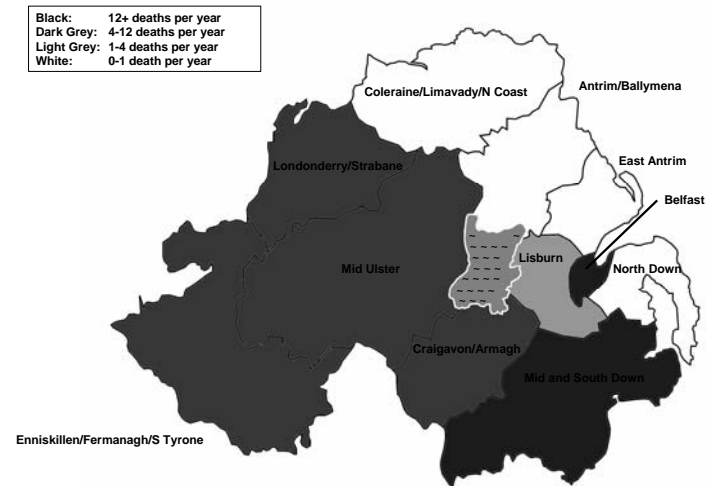 Black: 12+ deaths per year
Dark Grey: 4-12 deaths per year
Light Grey: 1-4 deaths per year
White: 0-1 death per year
Coleraine/Limavady/N Coast
Antrim/Ballymena
Londonderry/Strabane
East Antrim
Belfast
Lisburn
Mid Ulster
North Down
Craigavon/Armagh
Mid and South Down
Enniskillen/Fermanagh/S Tyrone